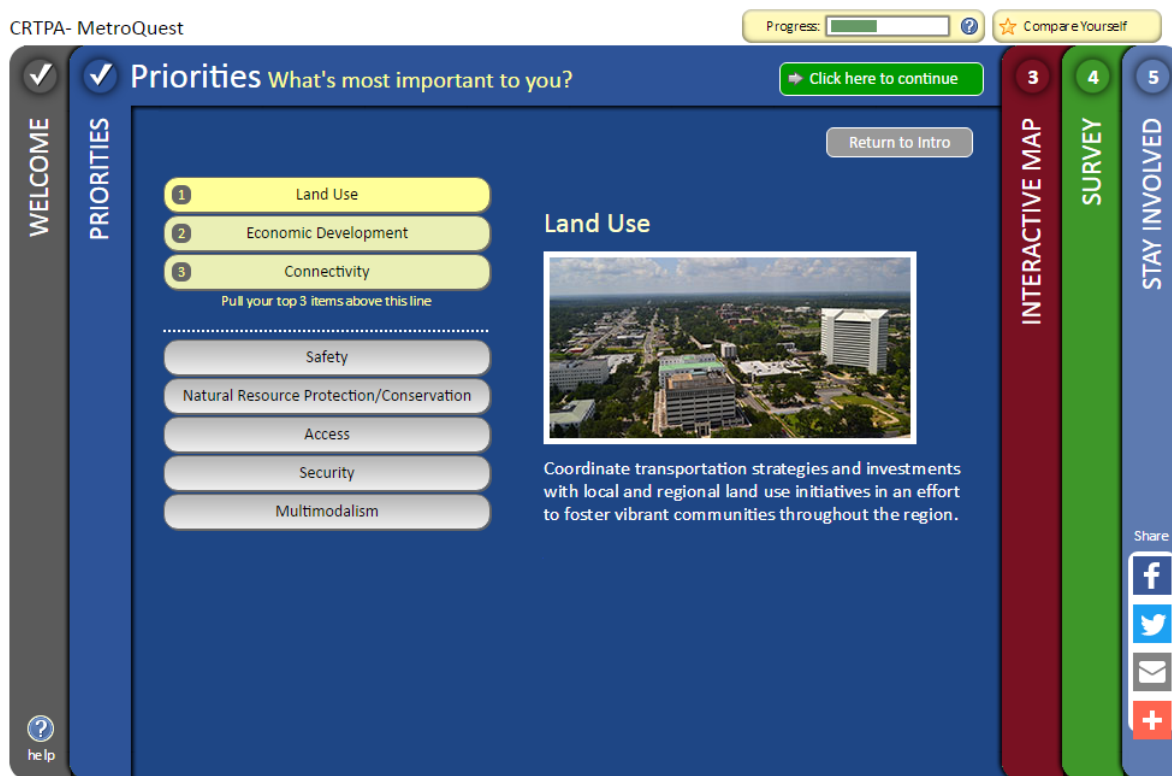 CRTPA- MetroQuest
Progress:
?
Compare Yourself
WELCOME
PRIORITIES
Priorities What's most important to you?
Click here to continue
Return to Intro
1 Land Use
2 Economic Development
3 Connectivity
Pull your top 3 items above this line
Safety
Natural Resource Protection/Conservation
Access
Security
Multimodalism
Land Use
Coordinate transportation strategies and investments
with local and regional land use initiatives in an effort
to foster vibrant communities throughout the region.
3
INTERACTIVE MAP
4
SURVEY
5
STAY INVOLVED
Share
?
help